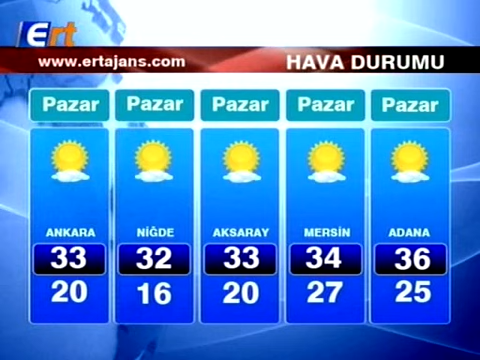 Ert
www.ertajans.com HAVA DURUMU
Pazar Pazar Pazar Pazar Pazar
ANKARA NİĞDE AKSARAY MERSİN ADANA
33 32 33 34 36
20 16 20 27 25